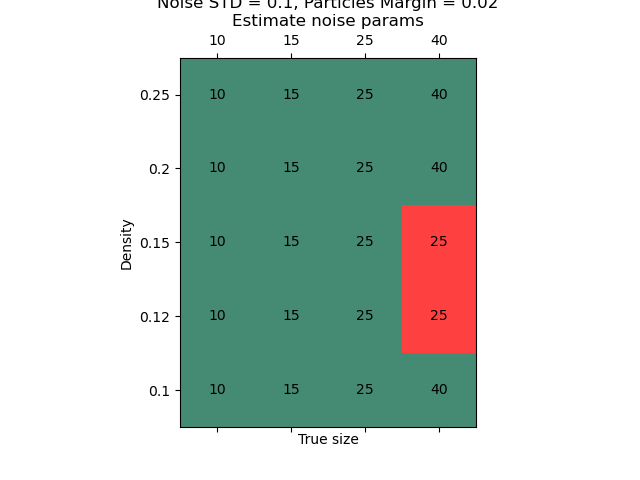 Noise STD = 0.1, Particles Margin = 0.02
Estimate noise params
10 15 25 40
0.25 10 15 25 40
0.2 10 15 25 40
0.15 10 15 25 25
0.12 10 15 25 25
0.1 10 15 25 40
Density
True size